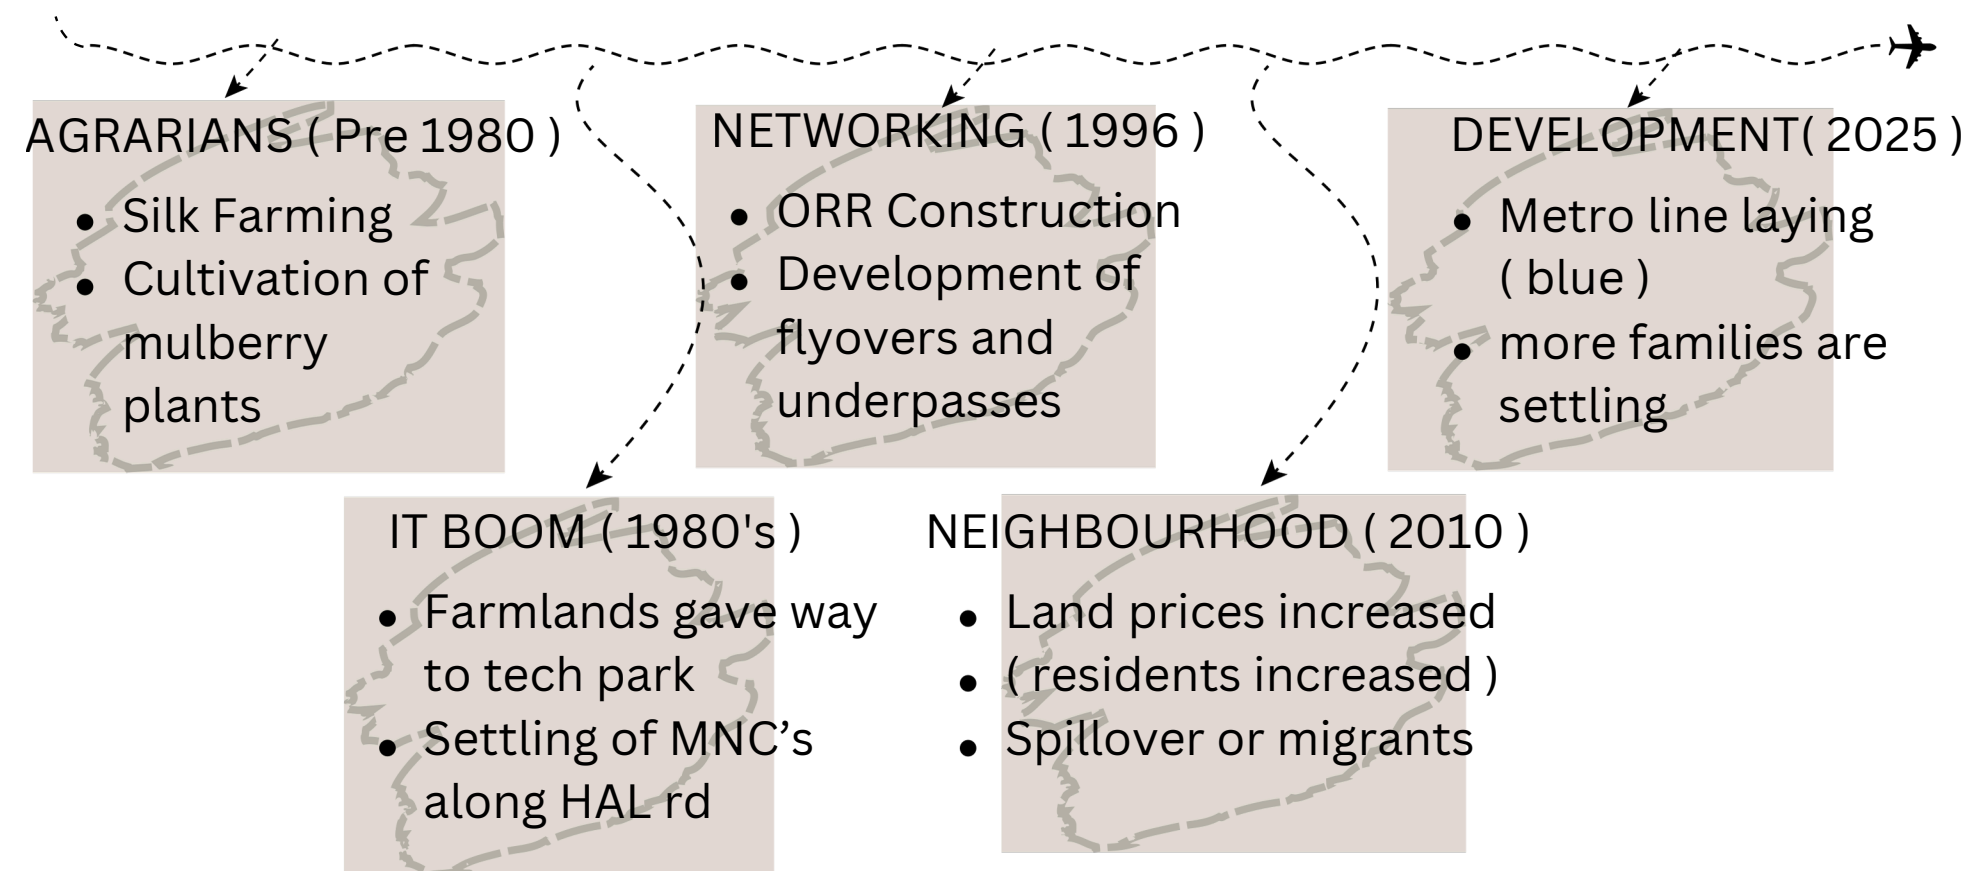 AGRARIANS ( Pre 1980 )
• Silk Farming
• Cultivation of
mulberry
plants
IT BOOM ( 1980's )
• Farmlands gave way
to tech park
• Settling of MNC’s
along HAL rd
NETWORKING ( 1996 )
• ORR Construction
• Development of
flyovers and
underpasses
NEIGHBOURHOOD ( 2010 )
• Land prices increased
• ( residents increased )
• Spillover or migrants
DEVELOPMENT( 2025 )
• Metro line laying
( blue )
• more families are
settling